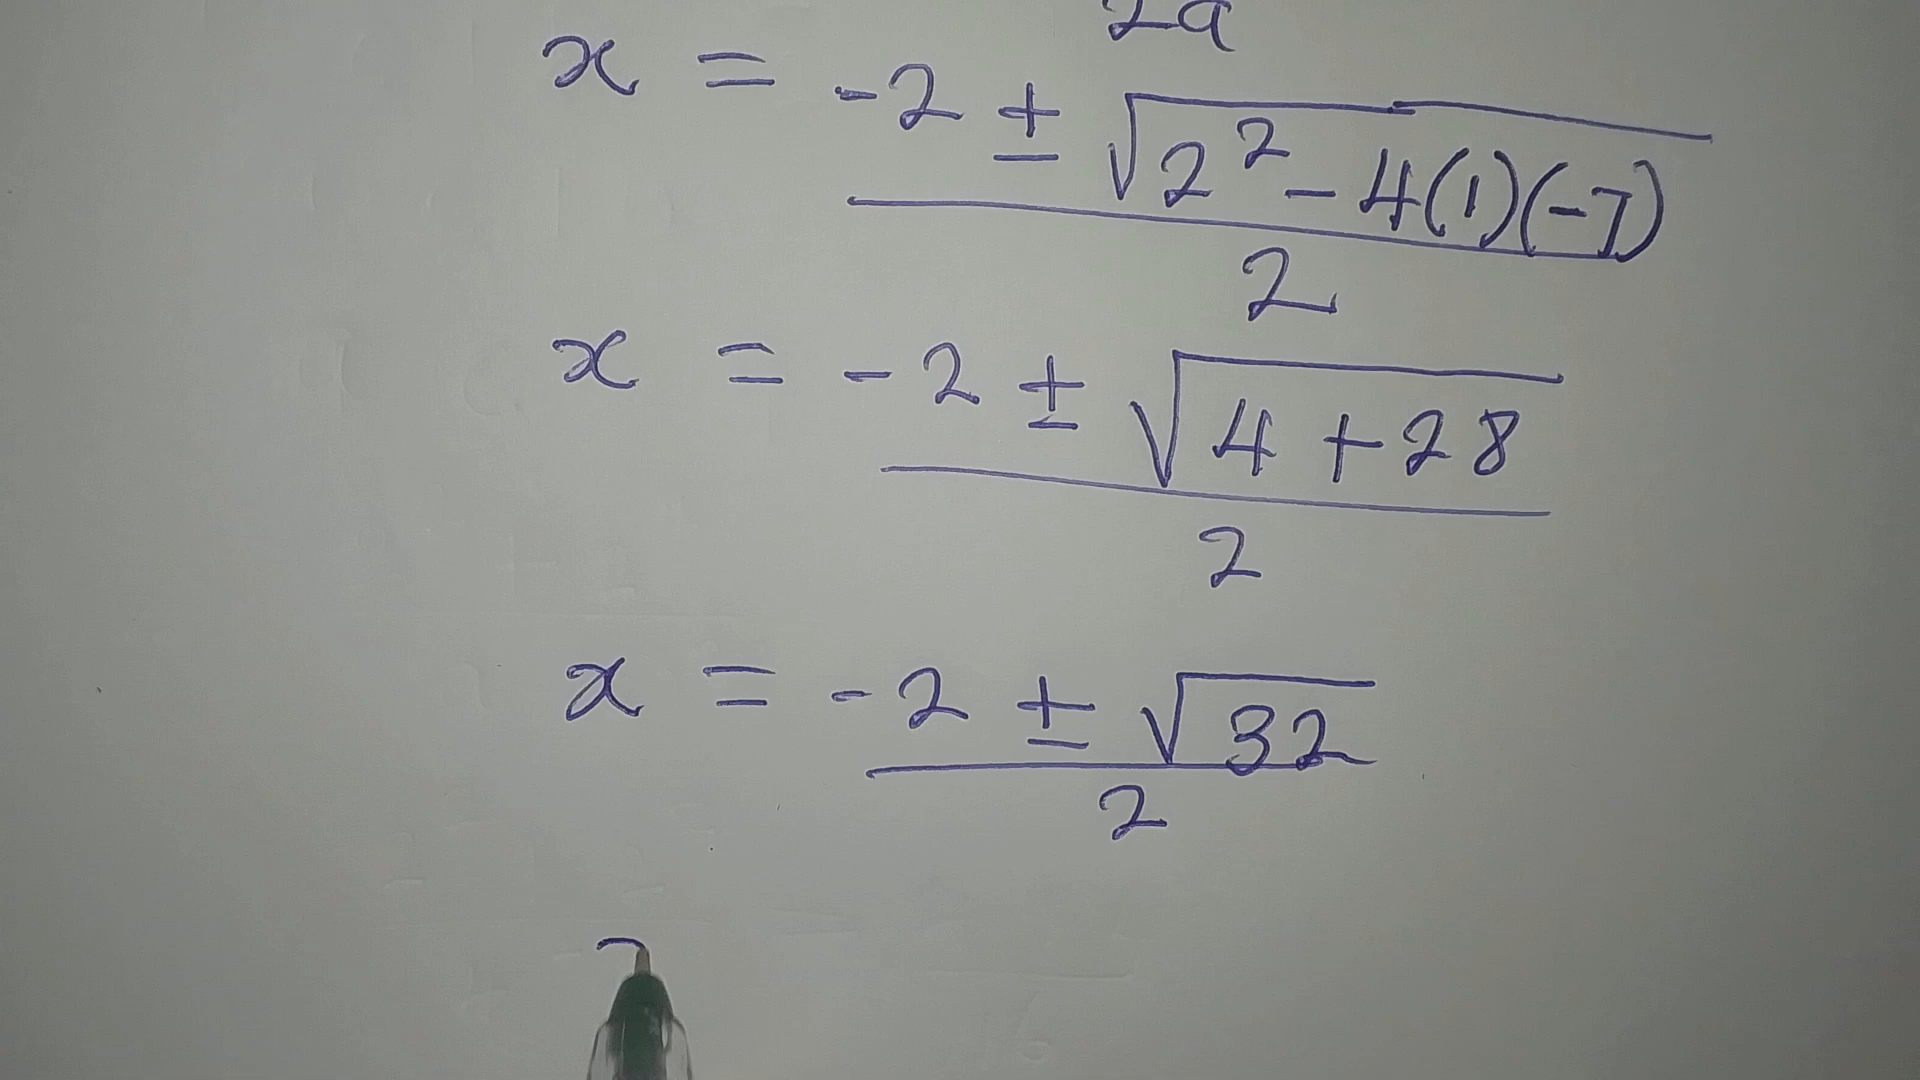 2a
x = -2 ± √2² - 4(1)(-7)
2
x = -2 ± √4 + 28
2
x = -2 ± √32
2